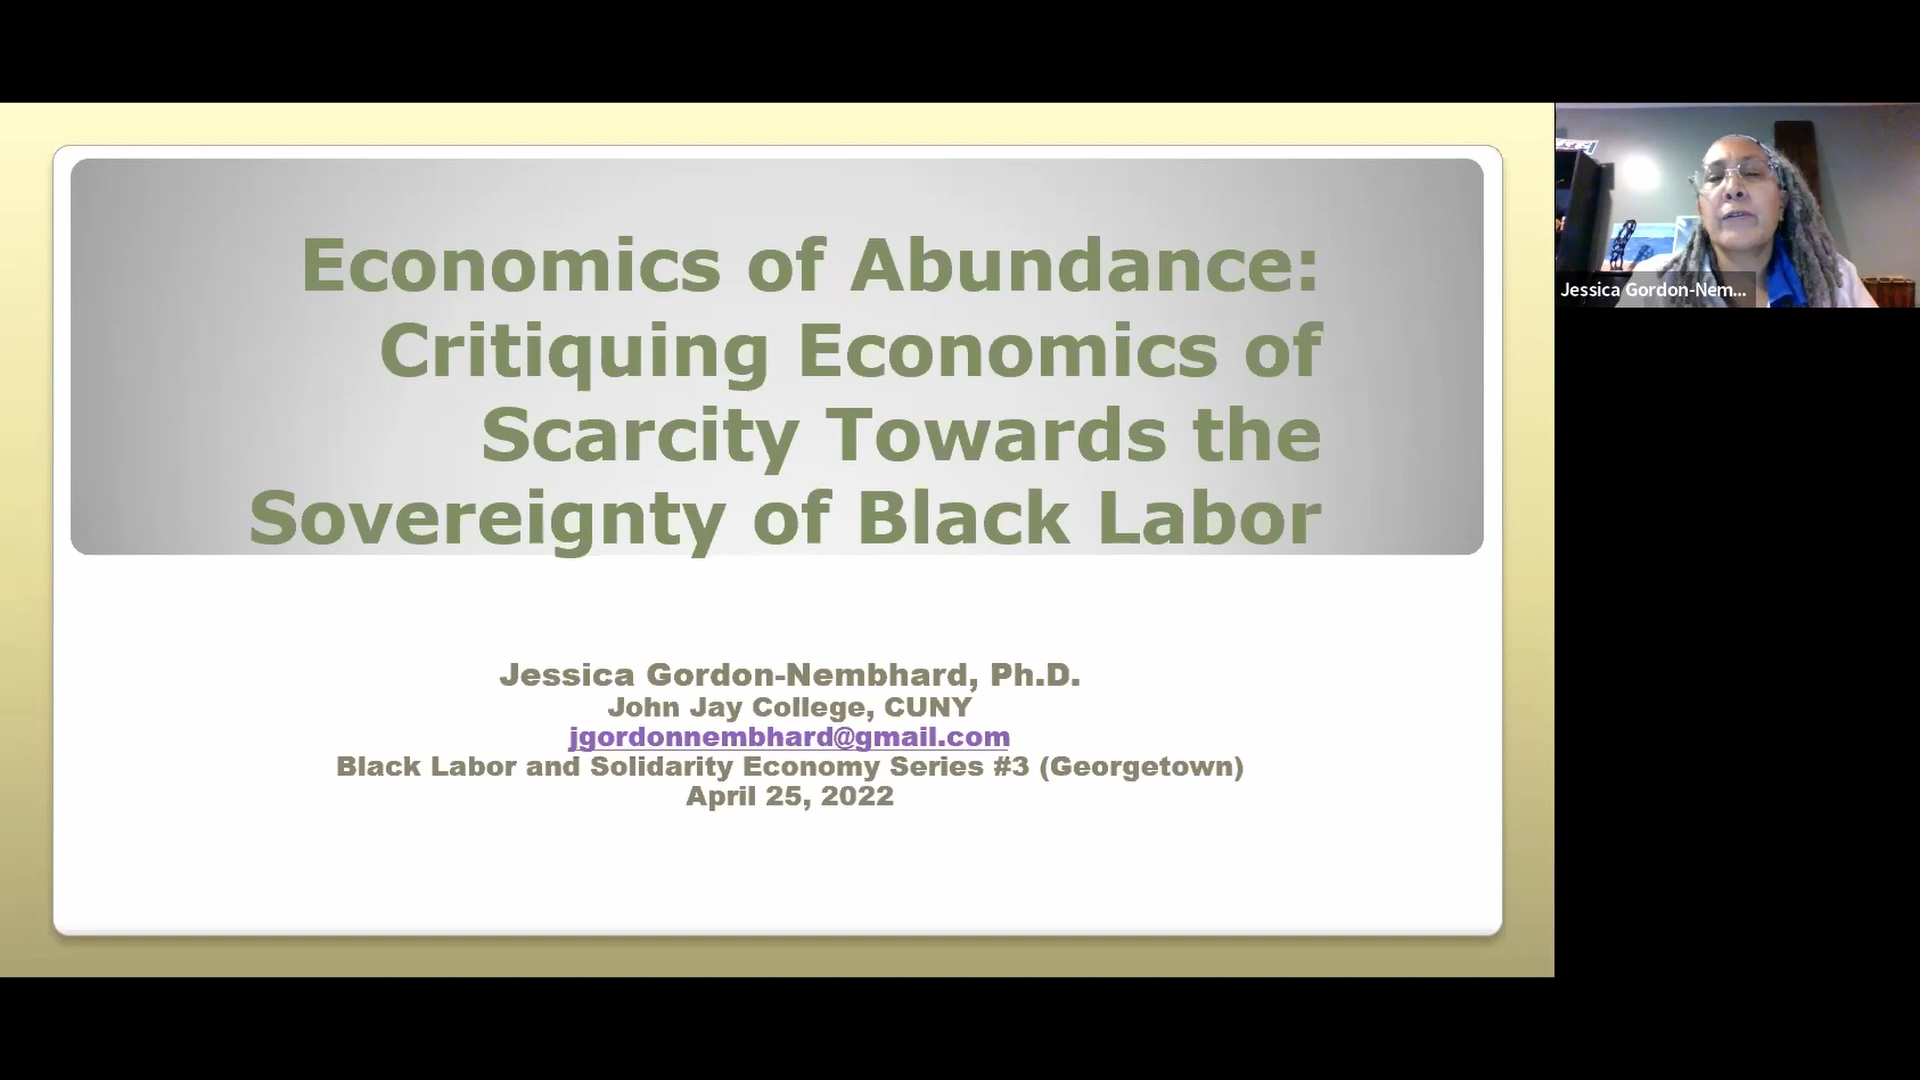 Economics of Abundance:
Critiquing Economics of
Scarcity Towards the
Sovereignty of Black Labor
Jessica Gordon-Nembhard, Ph.D.
John Jay College, CUNY
jgordonnembhard@gmail.com
Black Labor and Solidarity Economy Series #3 (Georgetown)
April 25, 2022
Jessica Gordon-Nem...